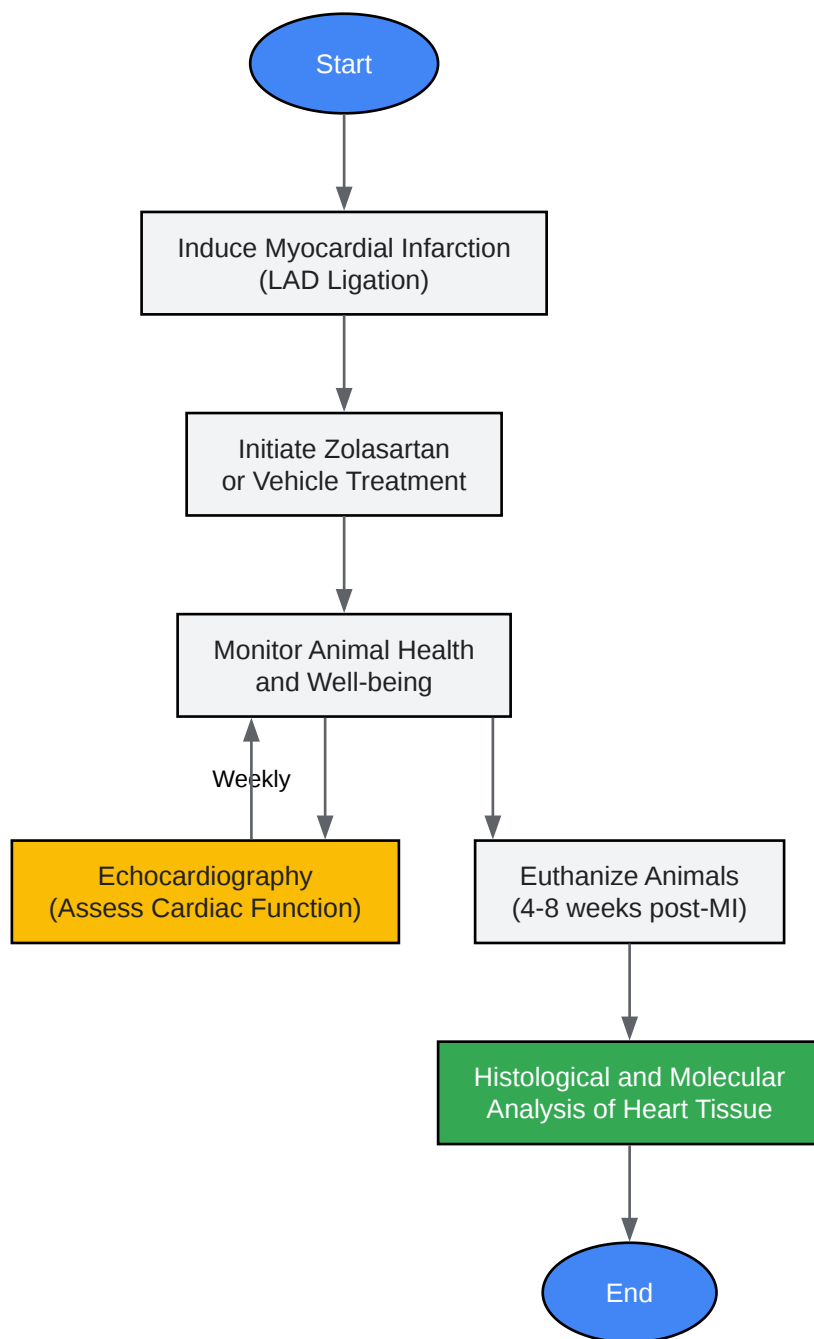 Start
Induce Myocardial Infarction
(LAD Ligation)
Initiate Zolasartan
or Vehicle Treatment
Monitor Animal Health
and Well-being
Weekly
Echocardiography
(Assess Cardiac Function)
Euthanize Animals
(4-8 weeks post-MI)
Histological and Molecular
Analysis of Heart Tissue
End